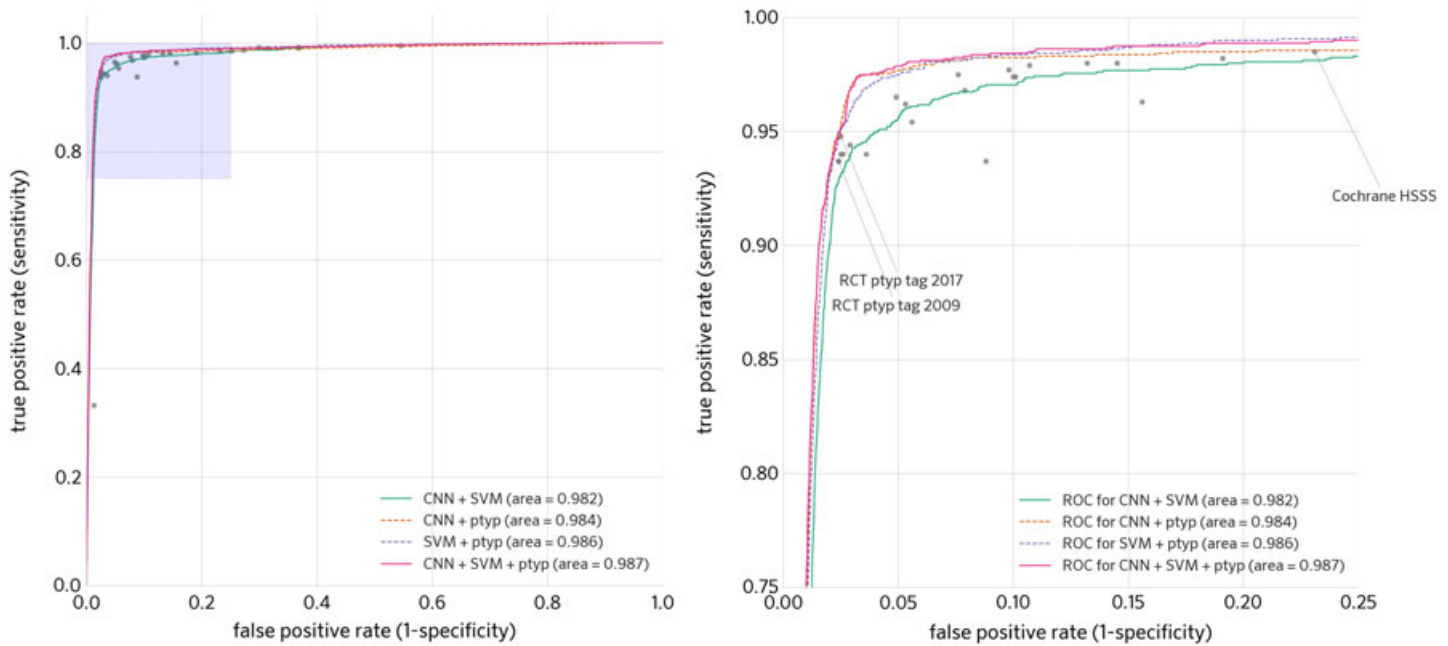 true positive rate (sensitivity)
1.0
0.8
0.6
0.4
0.2
0.0
CNN + SVM (area = 0.982)
CNN + ptyp (area = 0.984)
SVM + ptyp (area = 0.986)
CNN + SVM + ptyp (area = 0.987)
0.0 0.2 0.4 0.6 0.8 1.0
false positive rate (1-specificity)
true positive rate (sensitivity)
1.00
0.95
0.90
0.85
0.80
0.75
Cochrane HSSS
RCT ptyp tag 2017
RCT ptyp tag 2009
ROC for CNN + SVM (area = 0.982)
ROC for CNN + ptyp (area = 0.984)
ROC for SVM + ptyp (area = 0.986)
ROC for CNN + SVM + ptyp (area = 0.987)
0.00 0.05 0.10 0.15 0.20 0.25
false positive rate (1-specificity)